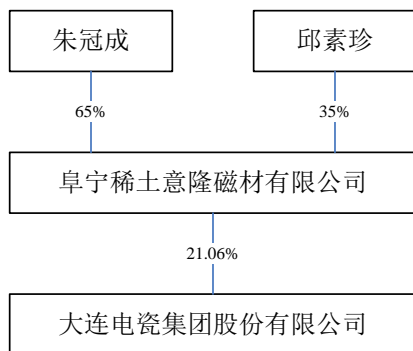 朱冠成
邱素珍
65%
35%
阜宁稀土意隆磁材有限公司
21.06%
大连电瓷集团股份有限公司